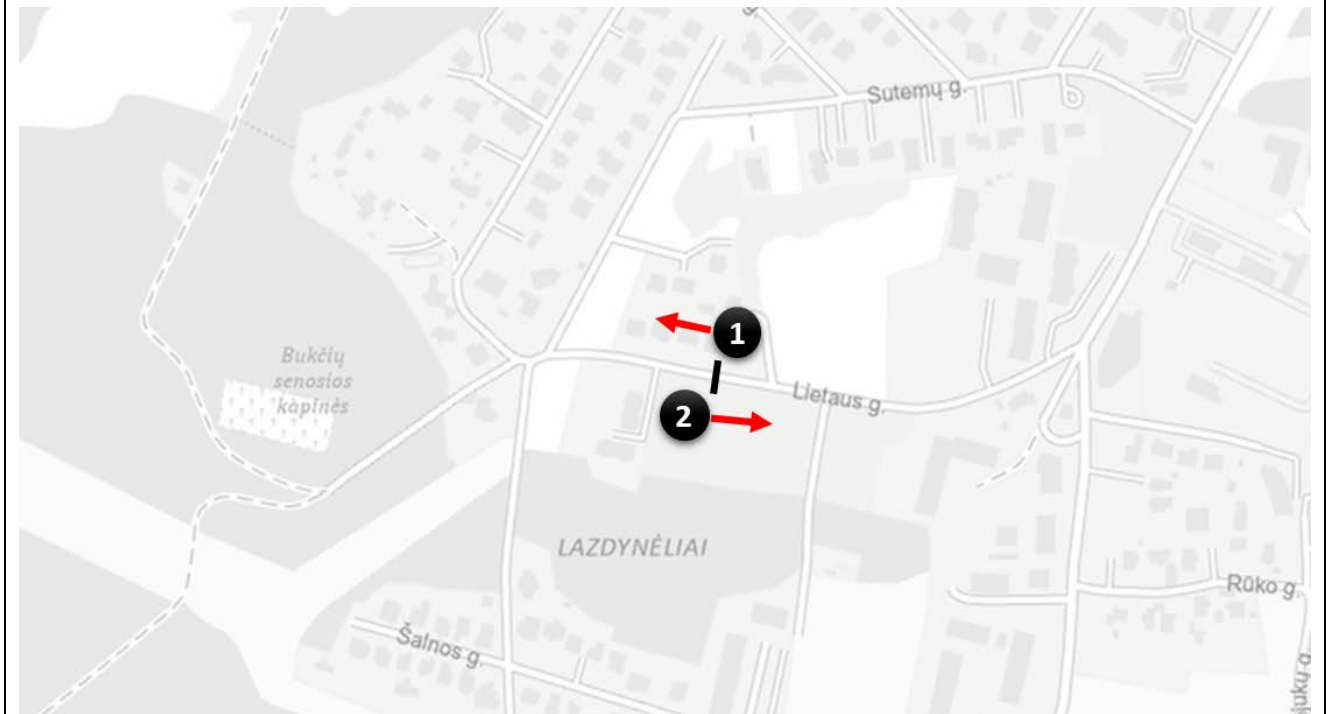 Sutemų g.
1
Bukčių
senosios
kapinės
2
Lietaus g.
LAZDYNĖLIAI
Rūko g.
Šalnos g.